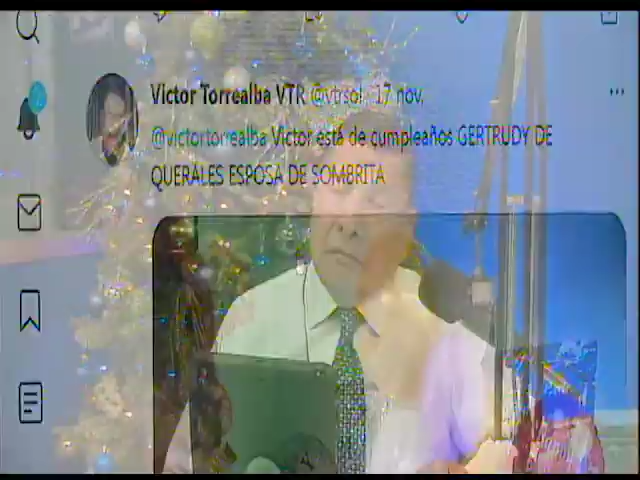 Victor Torrealba VTR @vtrsol · 17 nov.
@victortorrealba Victor está de cumpleaños GERTRUDY DE
QUERALES ESPOSA DE SOMBRITA